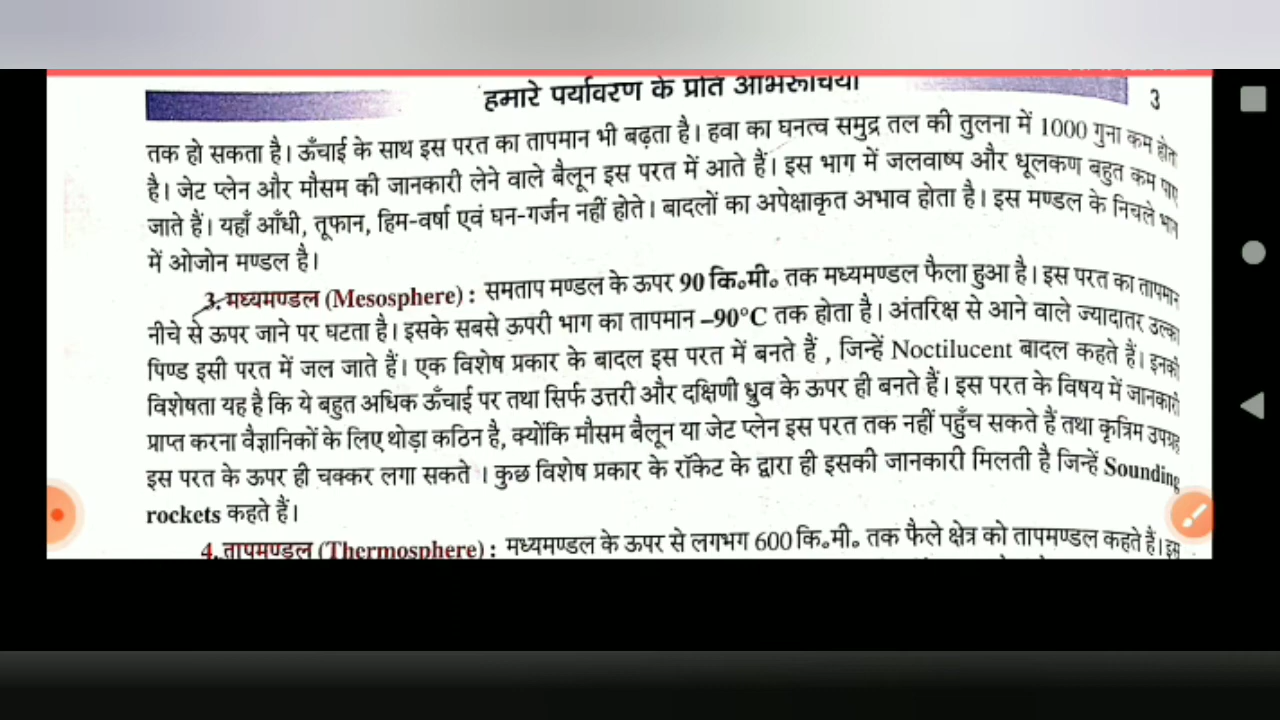 हमारे पर्यावरण के प्रति अभिरूचियाँ
3
तक हो सकता है। ऊँचाई के साथ इस परत का तापमान भी बढ़ता है। हवा का घनत्व समुद्र तल की तुलना में 1000 गुना कम होता
है। जेट प्लेन और मौसम की जानकारी लेने वाले बैलून इस परत में आते हैं। इस भाग में जलवाष्प और धूलकण बहुत कम पाए
जाते हैं। यहाँ आँधी, तूफान, हिम-वर्षा एवं घन-गर्जन नहीं होते। बादलों का अपेक्षाकृत अभाव होता है। इस मण्डल के निचले भाग
में ओजोन मण्डल है।
3. मध्यमण्डल (Mesosphere) : समताप मण्डल के ऊपर 90 कि॰मी॰ तक मध्यमण्डल फैला हुआ है। इस परत का तापमान
नीचे से ऊपर जाने पर घटता है। इसके सबसे ऊपरी भाग का तापमान –90°C तक होता है। अंतरिक्ष से आने वाले ज्यादातर उल्का
पिण्ड इसी परत में जल जाते हैं। एक विशेष प्रकार के बादल इस परत में बनते हैं , जिन्हें Noctilucent बादल कहते हैं। इनकी
विशेषता यह है कि ये बहुत अधिक ऊँचाई पर तथा सिर्फ उत्तरी और दक्षिणी ध्रुव के ऊपर ही बनते हैं। इस परत के विषय में जानकारी
प्राप्त करना वैज्ञानिकों के लिए थोड़ा कठिन है, क्योंकि मौसम बैलून या जेट प्लेन इस परत तक नहीं पहुँच सकते हैं तथा कृत्रिम उपग्रह
इस परत के ऊपर ही चक्कर लगा सकते । कुछ विशेष प्रकार के रॉकेट के द्वारा ही इसकी जानकारी मिलती है जिन्हें Sounding
rockets कहते हैं।
4. तापमण्डल (Thermosphere) : मध्यमण्डल के ऊपर से लगभग 600 कि॰मी॰ तक फैले क्षेत्र को तापमण्डल कहते हैं। इस